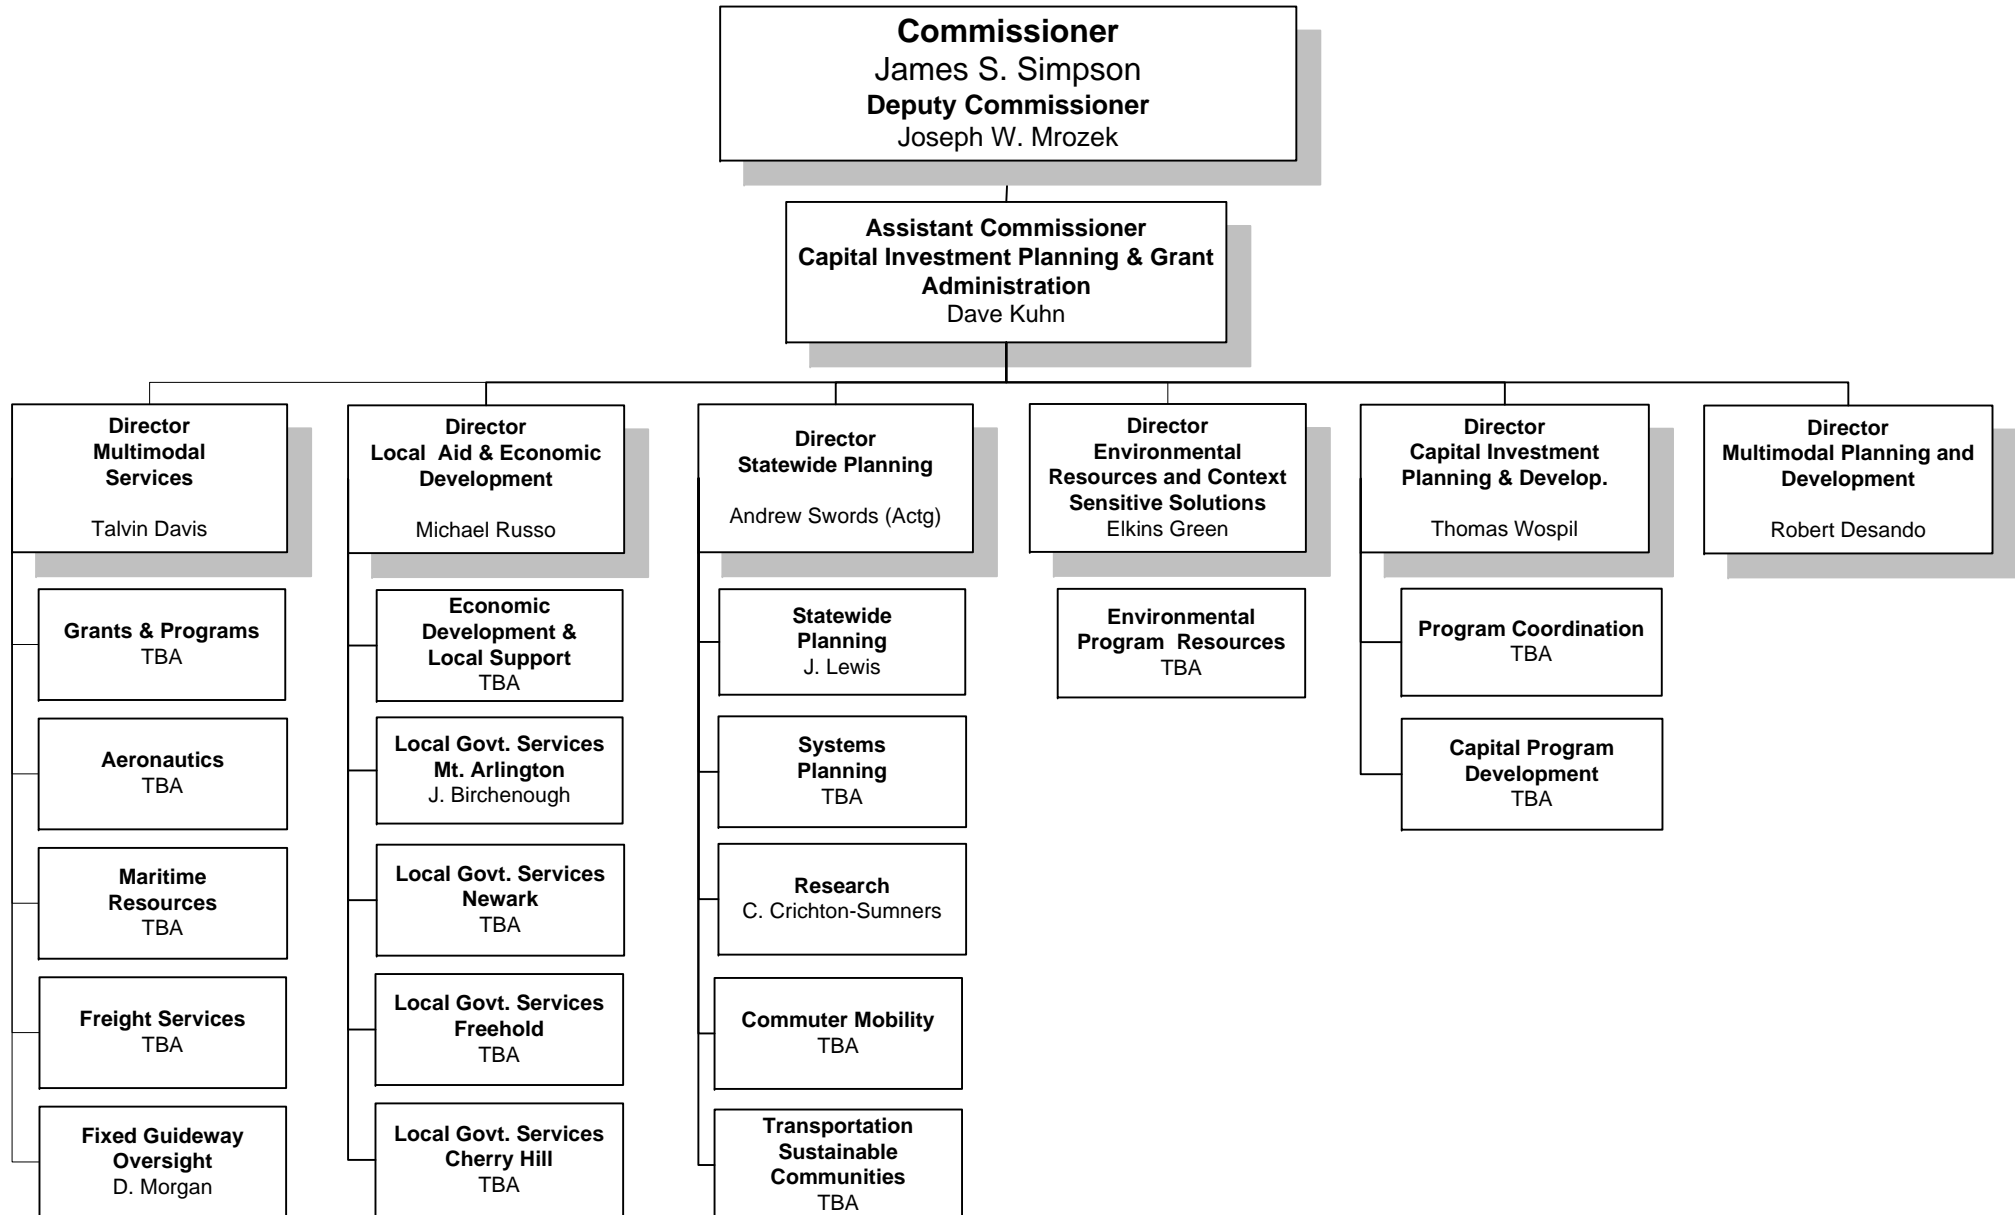 Commissioner
James S. Simpson
Deputy Commissioner
Joseph W. Mrozek
Assistant Commissioner
Capital Investment Planning & Grant
Administration
Dave Kuhn
Director
Multimodal
Services
Talvin Davis
Director
Local Aid & Economic
Development
Michael Russo
Director
Statewide Planning
Andrew Swords (Actg)
Director
Environmental
Resources and Context
Sensitive Solutions
Elkins Green
Director
Capital Investment
Planning & Develop.
Thomas Wospil
Director
Multimodal Planning and
Development
Robert Desando
Grants & Programs
TBA
Aeronautics
TBA
Maritime
Resources
TBA
Freight Services
TBA
Fixed Guideway
Oversight
D. Morgan
Economic
Development &
Local Support
TBA
Local Govt. Services
Mt. Arlington
J. Birchenough
Local Govt. Services
Newark
TBA
Local Govt. Services
Freehold
TBA
Local Govt. Services
Cherry Hill
TBA
Statewide
Planning
J. Lewis
Systems
Planning
TBA
Research
C. Crichton-Sumners
Commuter Mobility
TBA
Transportation
Sustainable
Communities
TBA
Environmental
Program Resources
TBA
Program Coordination
TBA
Capital Program
Development
TBA